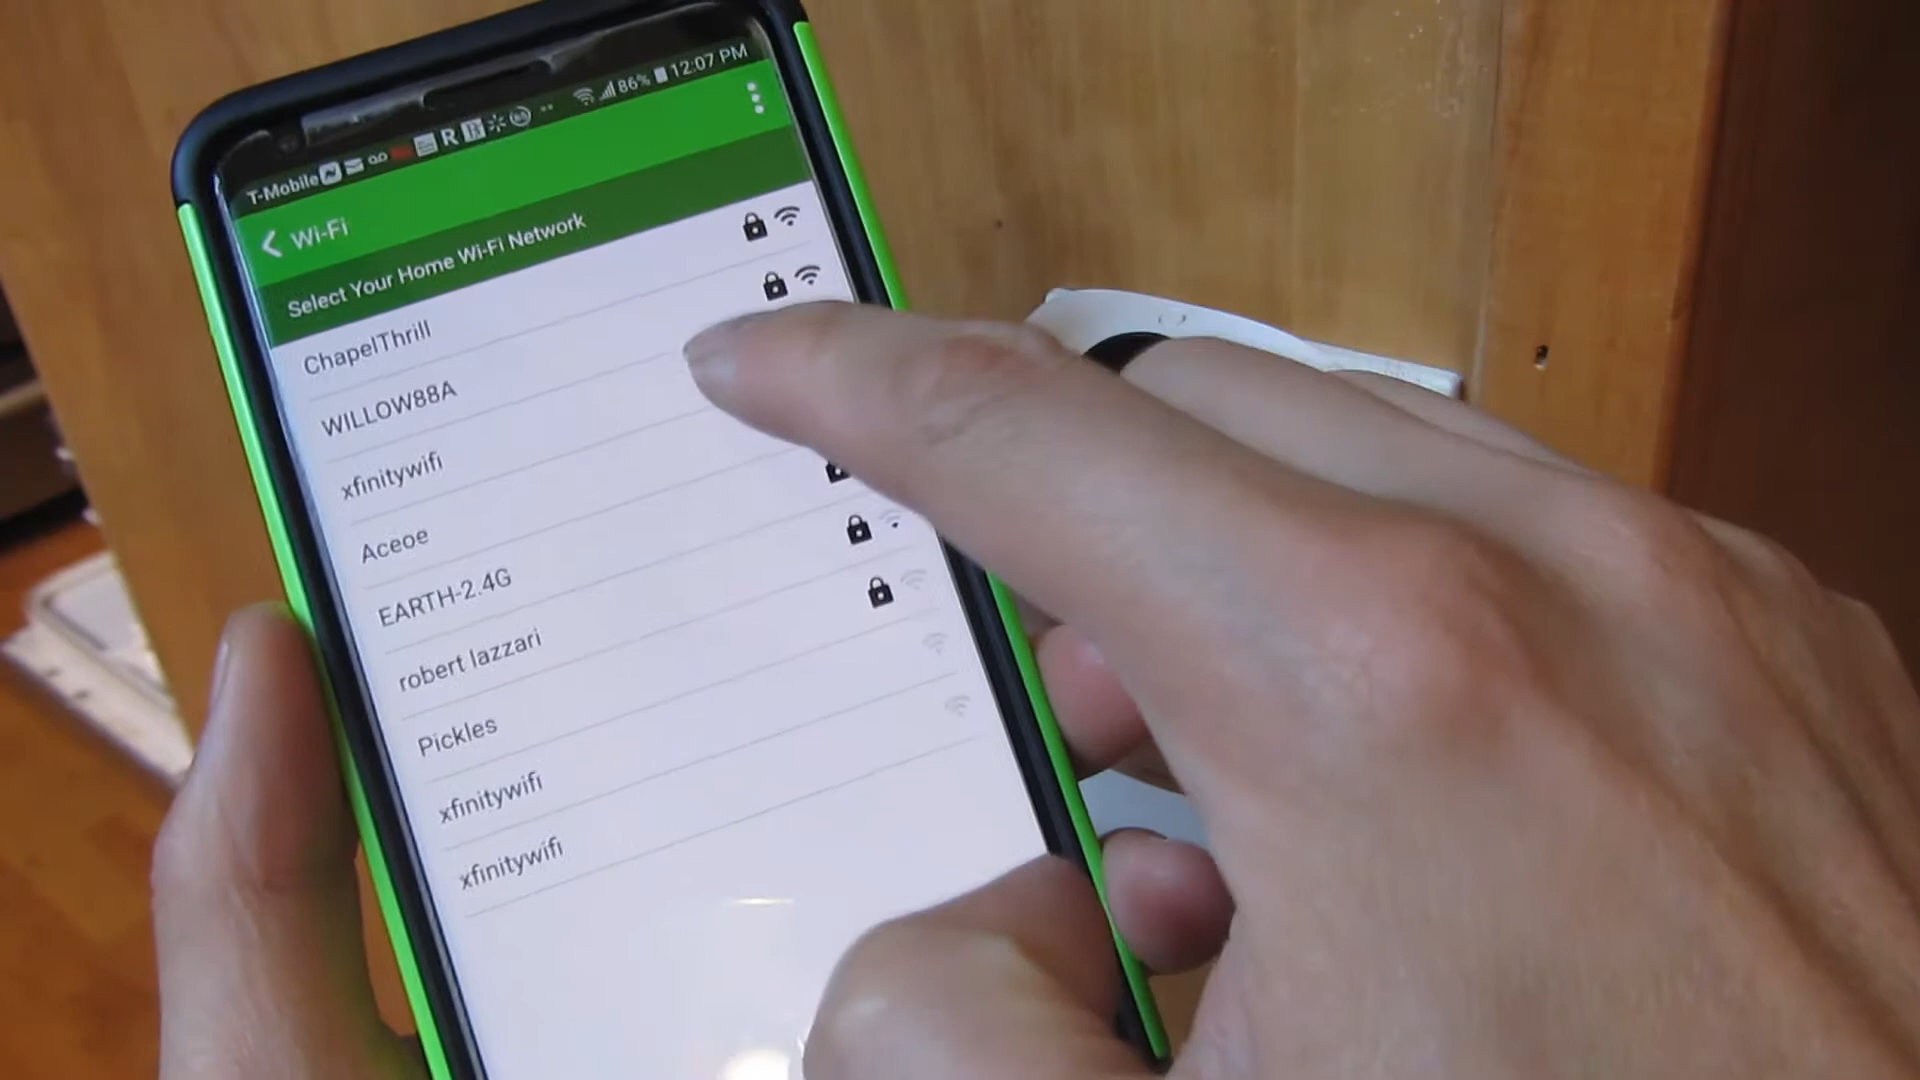 T-Mobile R 86% 12:07 PM
Wi-Fi
Select Your Home Wi-Fi Network
ChapelThrill
WILLOW88A
xfinitywifi
Aceoe
EARTH-2.4G
robert lazzari
Pickles
xfinitywifi
xfinitywifi